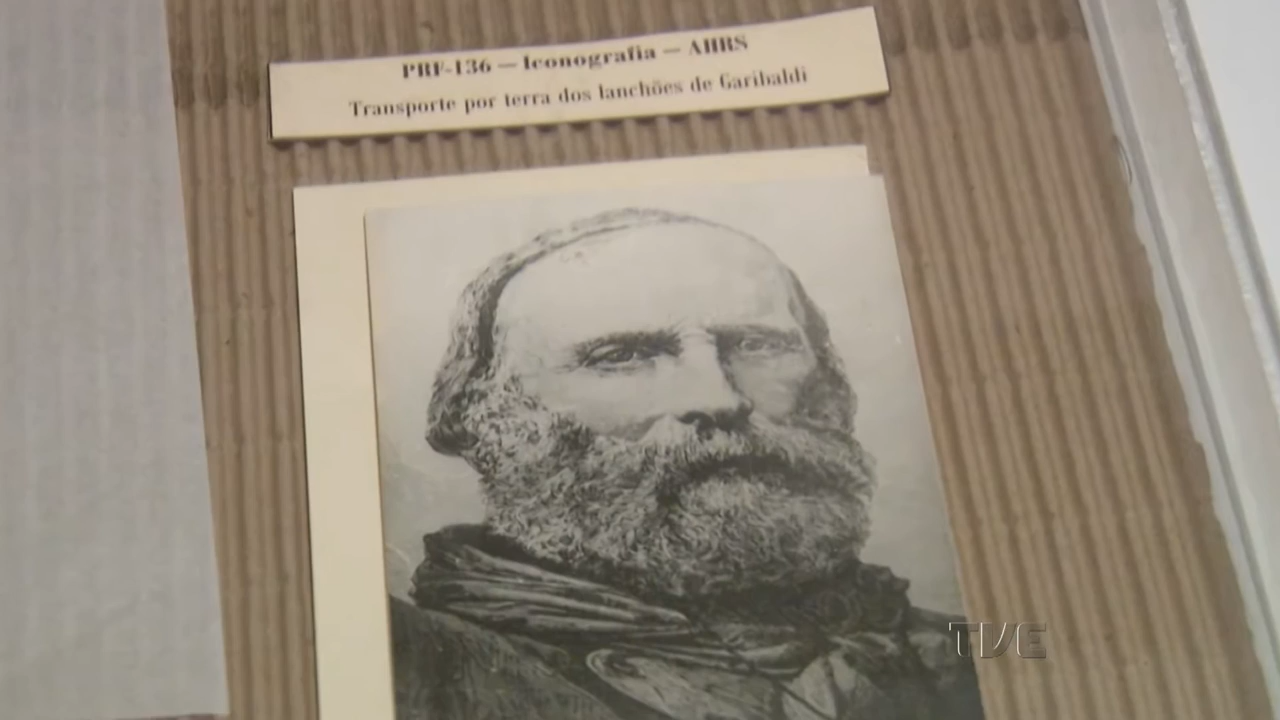 PRF-136 — Iconografia — AHRS
Transporte por terra dos lanchões de Garibaldi
TVE